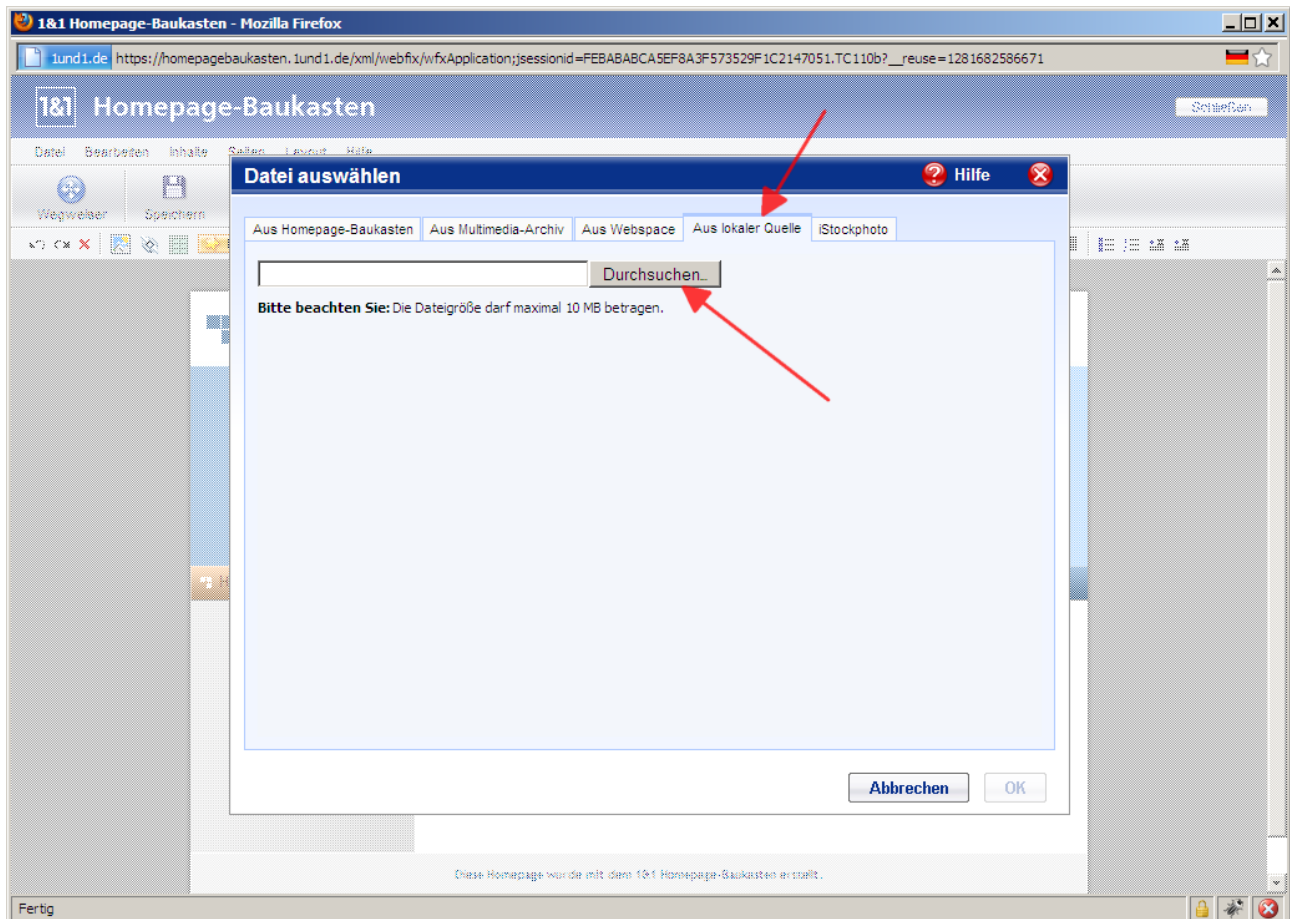 1&1 Homepage-Baukasten - Mozilla Firefox
1und1.de https://homepagebaukasten.1und1.de/xml/webfix/wfxApplication;jsessionid=FEBABABCA5EF8A3F573529F1C2147051.TC110b?__reuse=1281682586671
1&1 Homepage-Baukasten
Schließen
Datei Bearbeiten Inhalte Seiten Layout Hilfe
Wegweiser Speichern
Datei auswählen
Hilfe
Aus Homepage-Baukasten Aus Multimedia-Archiv Aus Webspace Aus lokaler Quelle iStockphoto
Durchsuchen...
Bitte beachten Sie: Die Dateigröße darf maximal 10 MB betragen.
H
Abbrechen OK
Diese Homepage wurde mit dem 1&1 Homepage-Baukasten erstellt.
Fertig